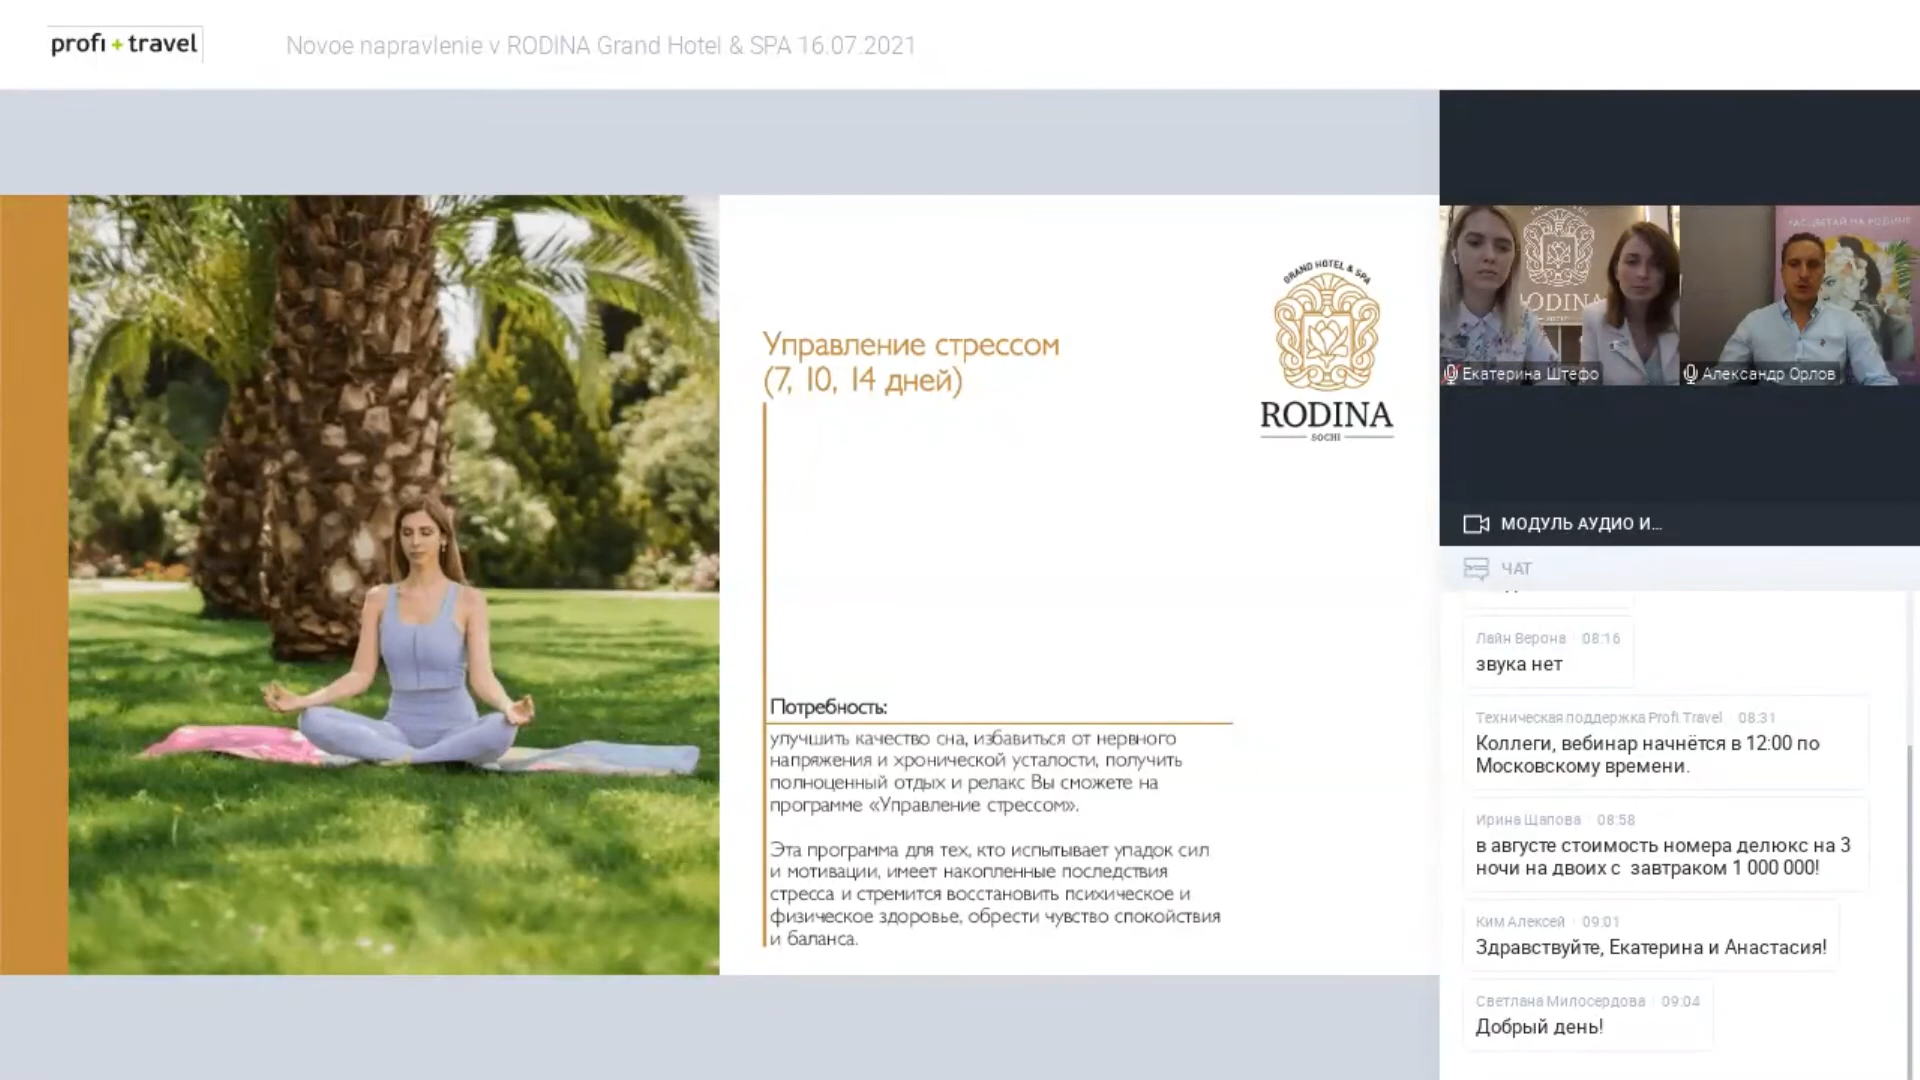 profi + travel
Novoe napravlenie v RODINA Grand Hotel & SPA 16.07.2021
GRAND HOTEL & SPA
RODINA
SOCHI
Управление стрессом
(7, 10, 14 дней)
Потребность:
улучшить качество сна, избавиться от нервного
напряжения и хронической усталости, получить
полноценный отдых и релакс Вы сможете на
программе «Управление стрессом».
Эта программа для тех, кто испытывает упадок сил
и мотивации, имеет накопленные последствия
стресса и стремится восстановить психическое и
физическое здоровье, обрести чувство спокойствия
и баланса.
РАСЦВЕТАЙ НА РОДИНЕ
RODINA
Екатерина Штефо
Александр Орлов
МОДУЛЬ АУДИО И...
ЧАТ
Лайн Верона 08:16
звука нет
Техническая поддержка Profi.Travel 08:31
Коллеги, вебинар начнётся в 12:00 по
Московскому времени.
Ирина Щапова 08:58
в августе стоимость номера делюкс на 3
ночи на двоих с завтраком 1 000 000!
Ким Алексей 09:01
Здравствуйте, Екатерина и Анастасия!
Светлана Милосердова 09:04
Добрый день!